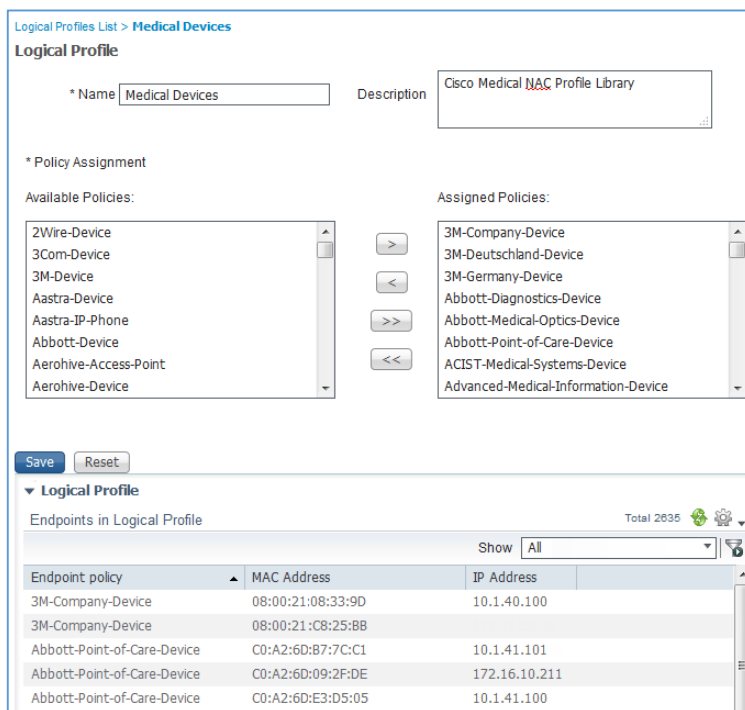 Logical Profiles List > Medical Devices
Logical Profile
* Name Medical Devices
Description Cisco Medical NAC Profile Library
* Policy Assignment
Available Policies:
2Wire-Device
3Com-Device
3M-Device
Aastra-Device
Aastra-IP-Phone
Abbott-Device
Aerohive-Access-Point
Aerohive-Device
>
<
>>
<<
Assigned Policies:
3M-Company-Device
3M-Deutschland-Device
3M-Germany-Device
Abbott-Diagnostics-Device
Abbott-Medical-Optics-Device
Abbott-Point-of-Care-Device
ACIST-Medical-Systems-Device
Advanced-Medical-Information-Device
Save Reset
Logical Profile
Endpoints in Logical Profile Total 2635
Show All
Endpoint policy MAC Address IP Address
3M-Company-Device 08:00:21:08:33:9D 10.1.40.100
3M-Company-Device 08:00:21:C8:25:BB
Abbott-Point-of-Care-Device C0:A2:6D:B7:7C:C1 10.1.41.101
Abbott-Point-of-Care-Device C0:A2:6D:09:2F:DE 172.16.10.211
Abbott-Point-of-Care-Device C0:A2:6D:E3:D5:05 10.1.41.100